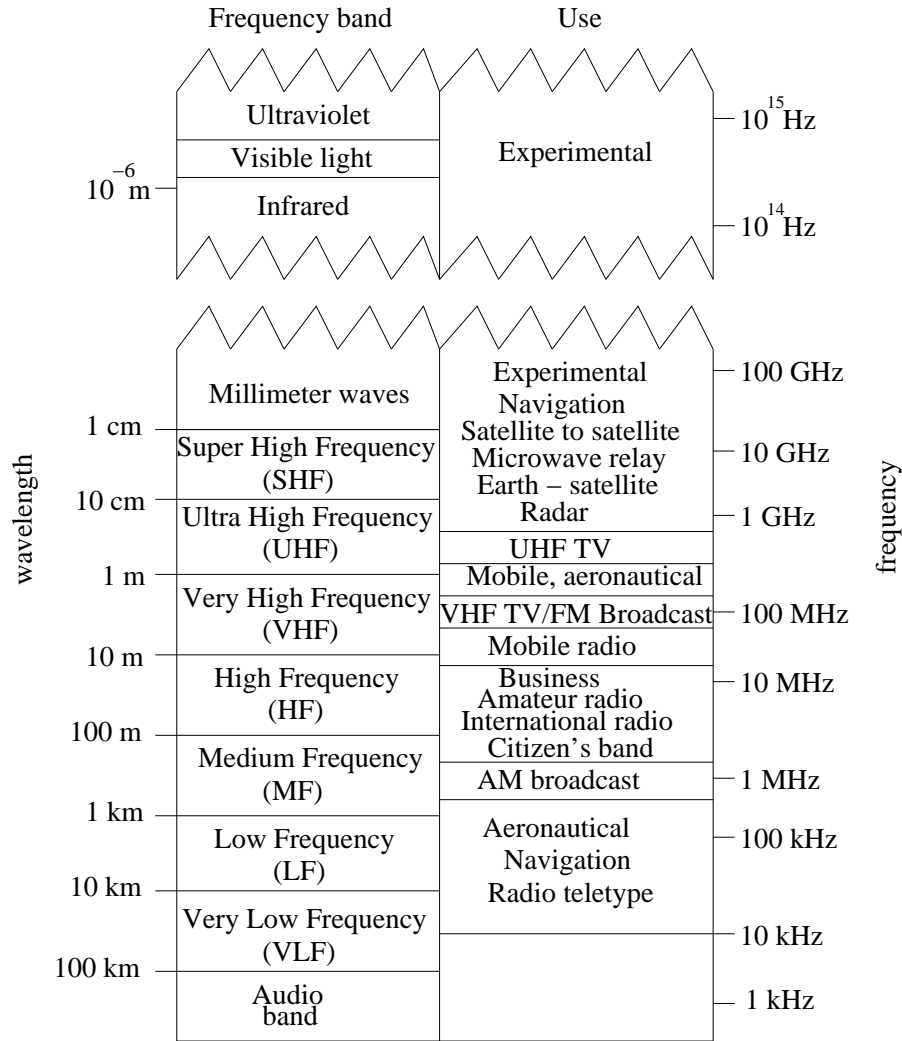 Frequency band
Use
Ultraviolet
10^15 Hz
Visible light
Experimental
10^−6 m
Infrared
10^14 Hz
Experimental
100 GHz
Millimeter waves
Navigation
1 cm
Satellite to satellite
Super High Frequency
10 GHz
Microwave relay
(SHF)
Earth – satellite
10 cm
Ultra High Frequency
Radar
1 GHz
wavelength
frequency
(UHF)
UHF TV
1 m
Mobile, aeronautical
Very High Frequency
VHF TV/FM Broadcast
100 MHz
(VHF)
Mobile radio
10 m
High Frequency
Business
10 MHz
Amateur radio
(HF)
International radio
100 m
Citizen's band
Medium Frequency
AM broadcast
1 MHz
(MF)
1 km
Low Frequency
Aeronautical
100 kHz
(LF)
Navigation
10 km
Radio teletype
Very Low Frequency
10 kHz
(VLF)
100 km
Audio
band
1 kHz